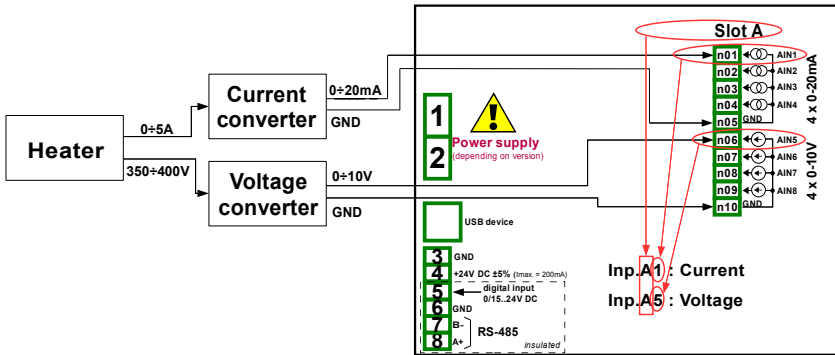 Heater
0÷5A
350÷400V
Current
converter
0÷20mA
GND
Voltage
converter
0÷10V
GND
1
2
Power supply
(depending on version)
USB device
3 GND
4 +24V DC ±5% (Imax. = 200mA)
5 digital input
0/15..24V DC
6 GND
7 B-
8 A+
RS-485
insulated
Slot A
n01 AIN1
n02 AIN2
n03 AIN3
n04 AIN4
n05 GND
4 x 0-20mA
n06 AIN5
n07 AIN6
n08 AIN7
n09 AIN8
n10 GND
4 x 0-10V
Inp.A1 : Current
Inp.A5 : Voltage